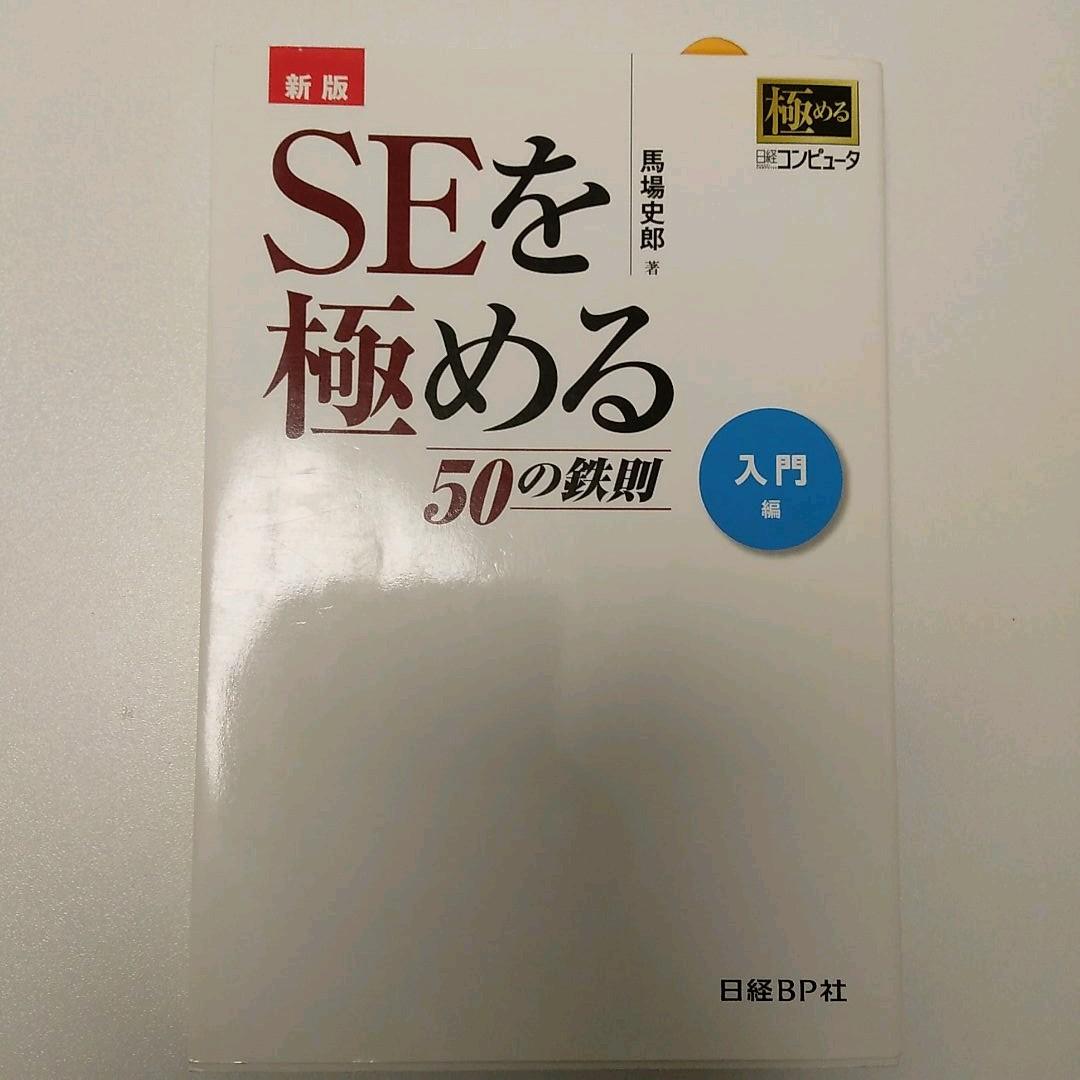 新版
SEを
極める
50の鉄則
馬場史郎 著
極める
日経コンピュータ
入門
編
日経BP社